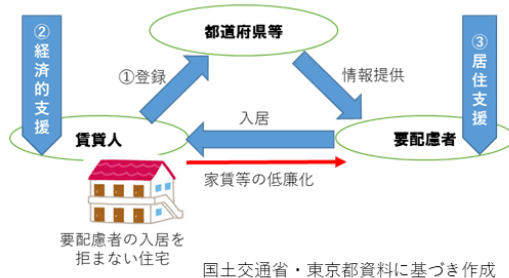 ②経済的支援
都道府県等
③居住支援
①登録
情報提供
入居
賃貸人
要配慮者
家賃等の低廉化
要配慮者の入居を
拒まない住宅
国土交通省・東京都資料に基づき作成